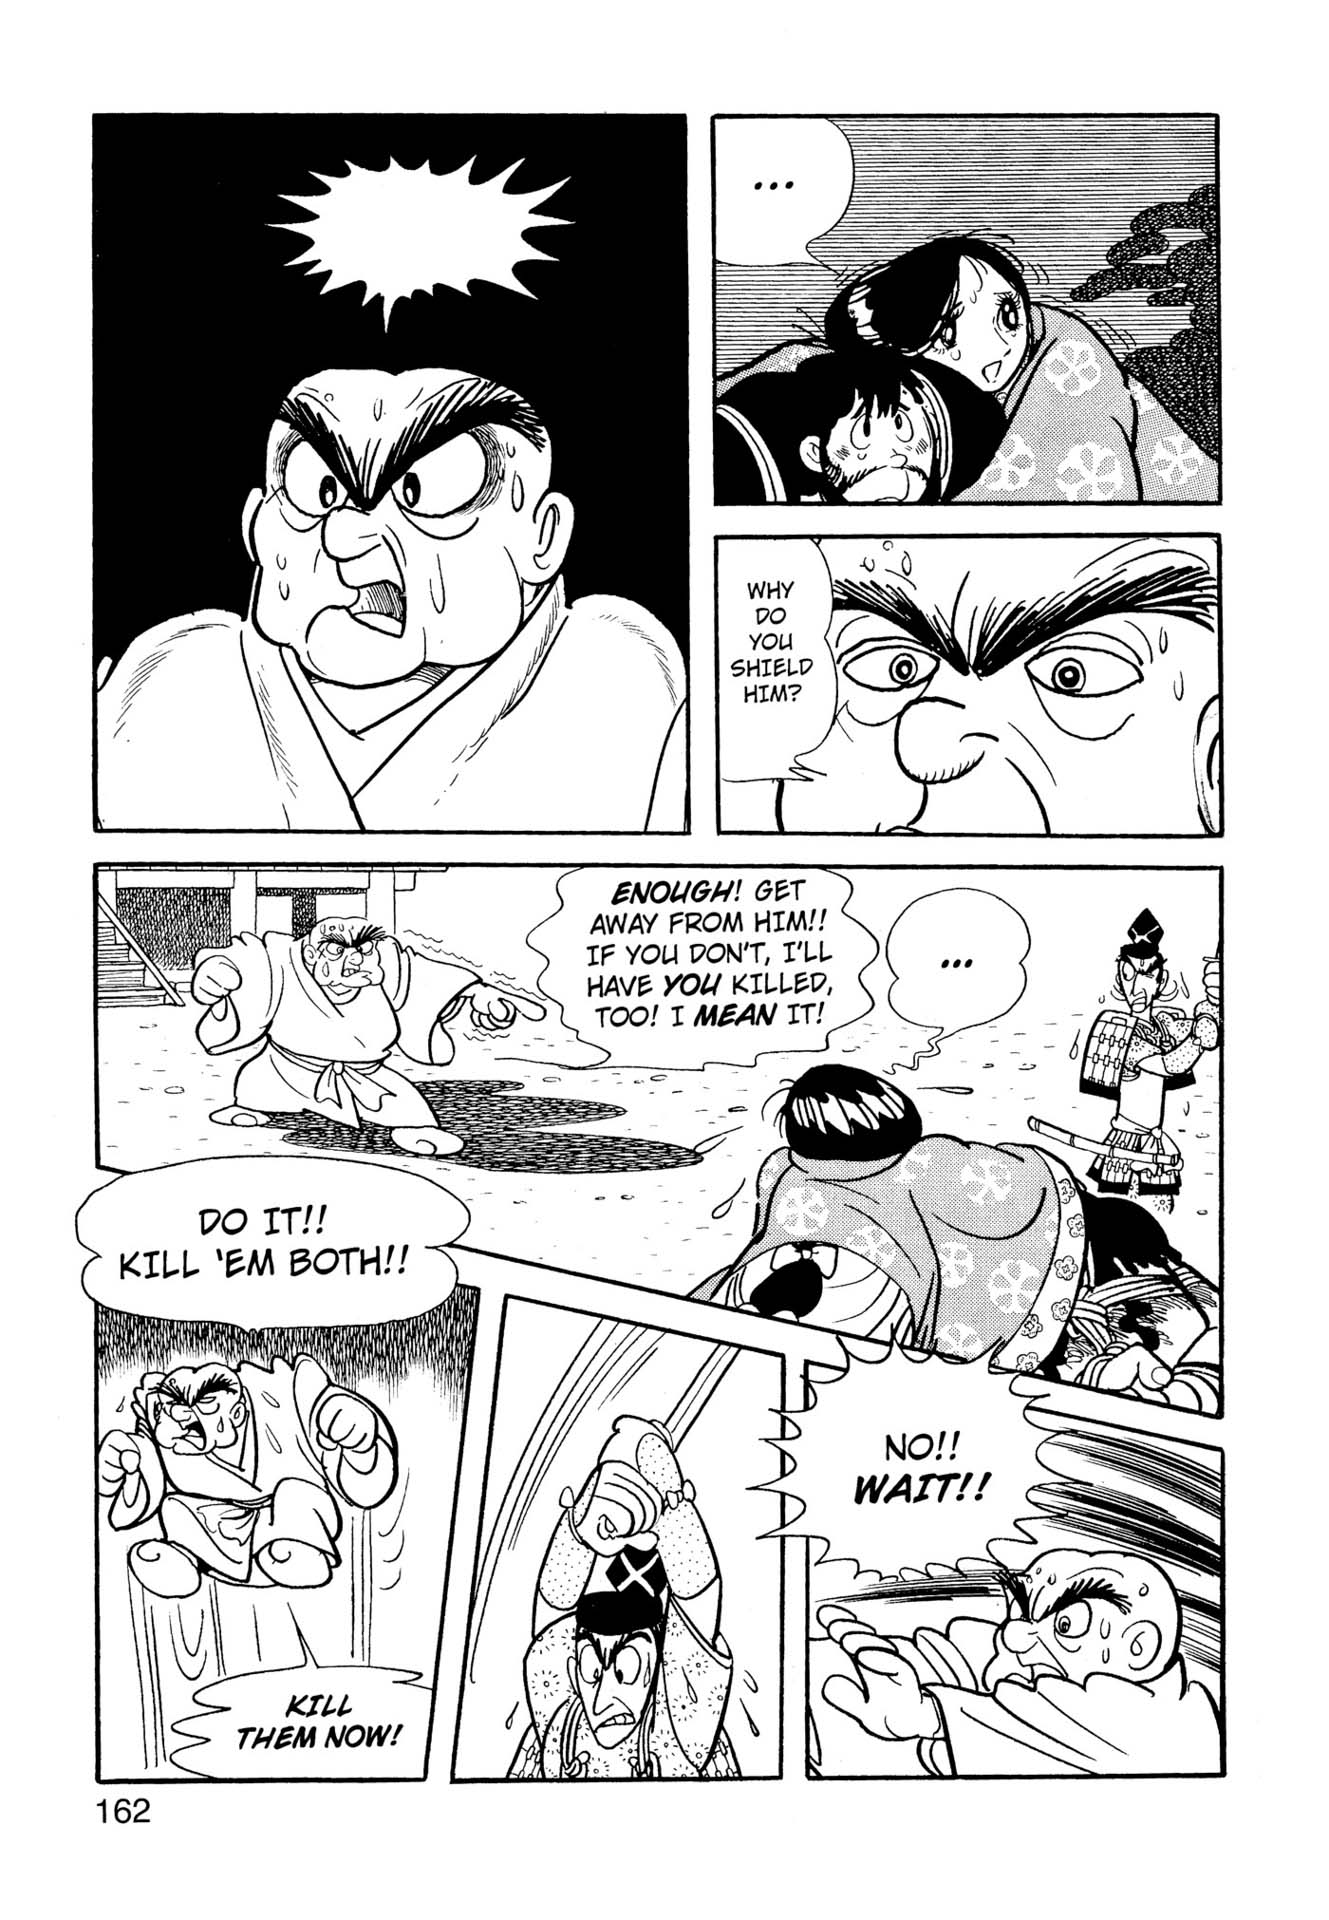 ...
WHY
DO
YOU
SHIELD
HIM?
ENOUGH! GET
AWAY FROM HIM!!
IF YOU DON'T, I'LL
HAVE YOU KILLED,
TOO! I MEAN IT!
...
DO IT!!
KILL 'EM BOTH!!
KILL
THEM NOW!
NO!!
WAIT!!
162